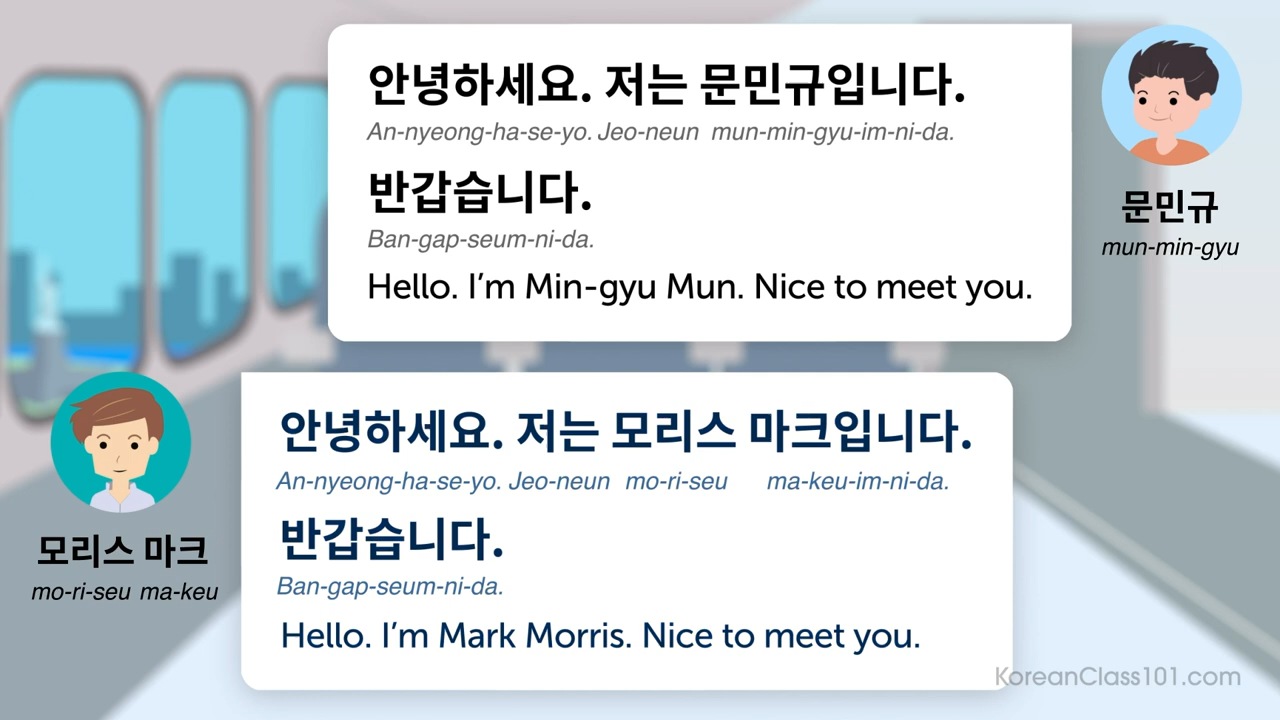 안녕하세요. 저는 문민규입니다.
An-nyeong-ha-se-yo. Jeo-neun mun-min-gyu-im-ni-da.
반갑습니다.
Ban-gap-seum-ni-da.
Hello. I'm Min-gyu Mun. Nice to meet you.
문민규
mun-min-gyu
안녕하세요. 저는 모리스 마크입니다.
An-nyeong-ha-se-yo. Jeo-neun mo-ri-seu ma-keu-im-ni-da.
반갑습니다.
Ban-gap-seum-ni-da.
Hello. I'm Mark Morris. Nice to meet you.
모리스 마크
mo-ri-seu ma-keu
KoreanClass101.com